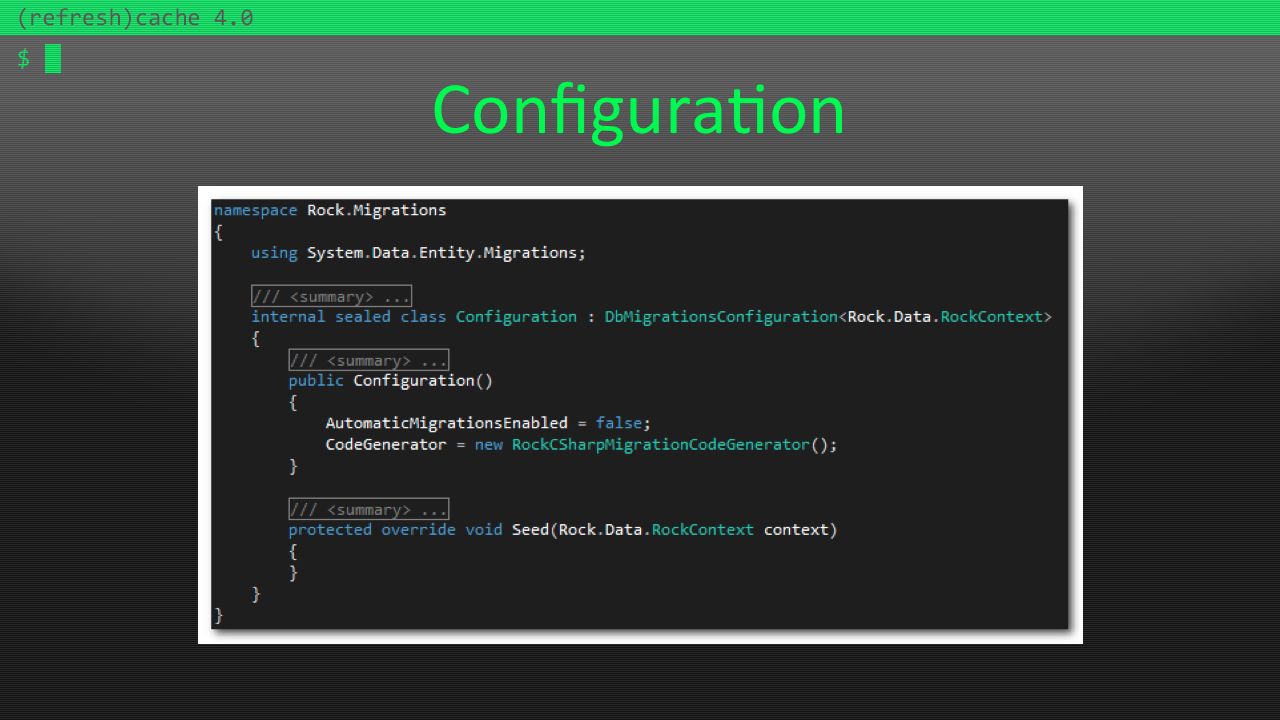 (refresh)cache 4.0
$
Configuration
namespace Rock.Migrations
{
    using System.Data.Entity.Migrations;
    /// <summary> ...
    internal sealed class Configuration : DbMigrationsConfiguration<Rock.Data.RockContext>
    {
        /// <summary> ...
        public Configuration()
        {
            AutomaticMigrationsEnabled = false;
            CodeGenerator = new RockCSharpMigrationCodeGenerator();
        }
        /// <summary> ...
        protected override void Seed(Rock.Data.RockContext context)
        {
        }
    }
}